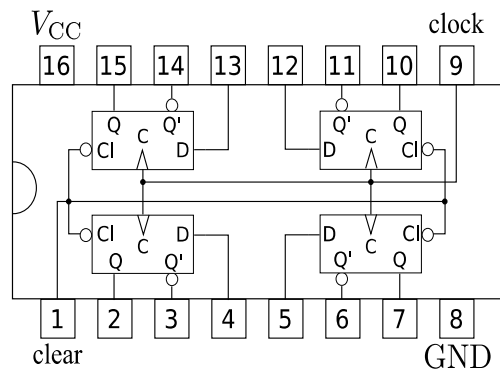 VCC clock
16 15 14 13 12 11 10 9
Q Q' Q' Q
C C
Cl D D Cl
Cl D D Cl
C C
Q Q' Q' Q
1 2 3 4 5 6 7 8
clear GND